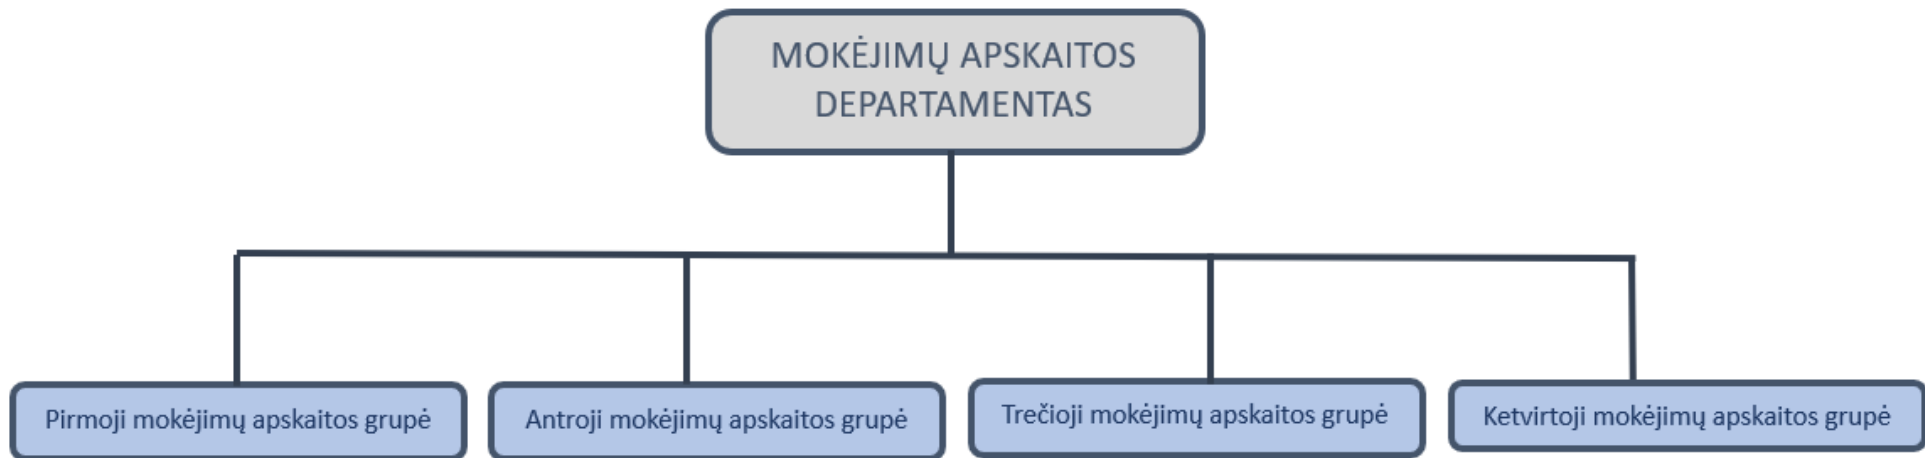 MOKĖJIMŲ APSKAITOS
DEPARTAMENTAS
Pirmoji mokėjimų apskaitos grupė
Antroji mokėjimų apskaitos grupė
Trečioji mokėjimų apskaitos grupė
Ketvirtoji mokėjimų apskaitos grupė